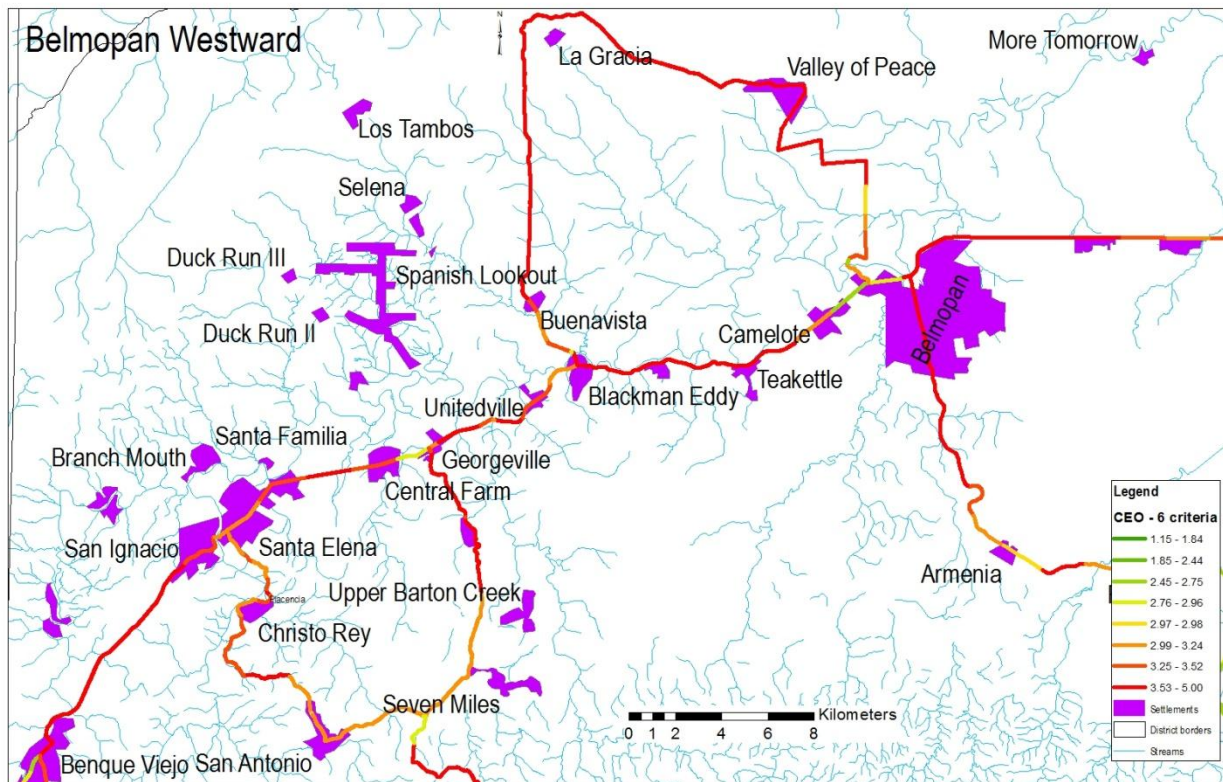 Belmopan Westward
N
La Gracia
More Tomorrow
Valley of Peace
Los Tambos
Selena
Duck Run III
Spanish Lookout
Duck Run II
Buenavista
Camelote
Belmopan
Teakettle
Blackman Eddy
Unitedville
Santa Familia
Branch Mouth
Georgeville
Central Farm
San Ignacio
Santa Elena
Armenia
Upper Barton Creek
Placencia
Christo Rey
Seven Miles
Benque Viejo
San Antonio
Kilometers
0 1 2 4 6 8
Legend
CEO - 6 criteria
1.15 - 1.84
1.85 - 2.44
2.45 - 2.75
2.76 - 2.96
2.97 - 2.98
2.99 - 3.24
3.25 - 3.52
3.53 - 5.00
Settlements
District borders
Streams